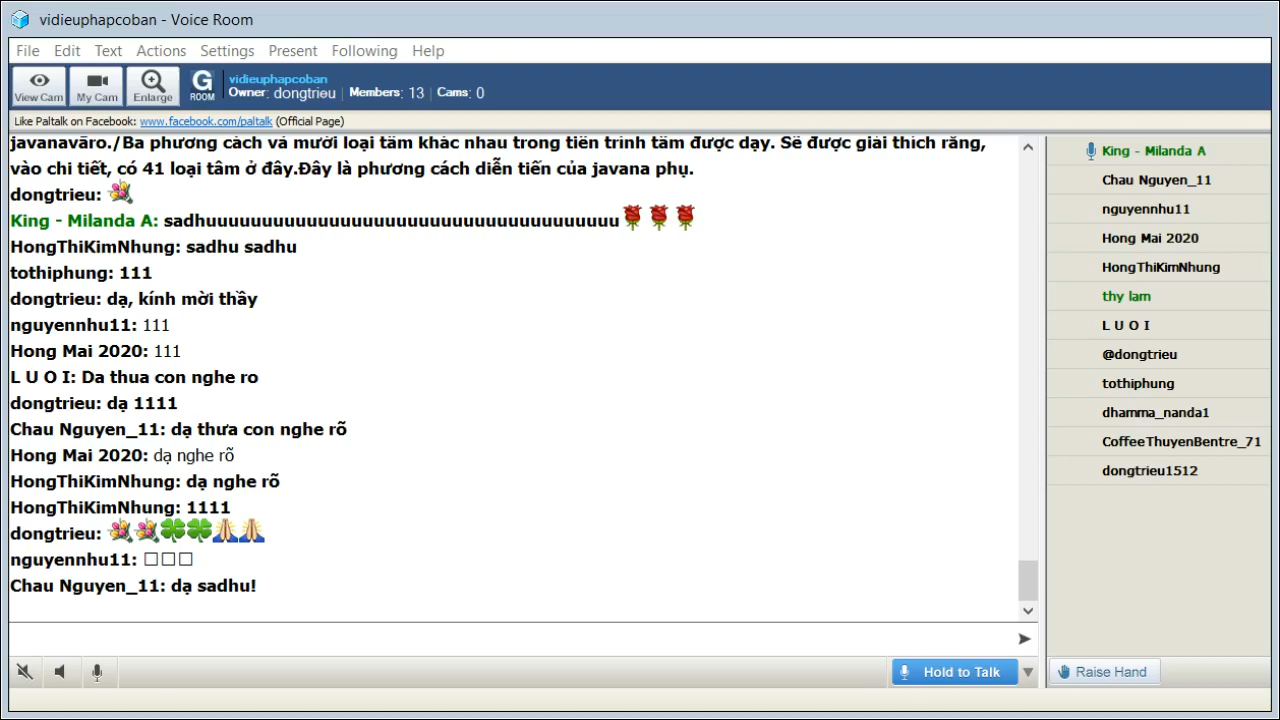 vidieuphapcoban - Voice Room
File Edit Text Actions Settings Present Following Help
View Cam
My Cam
Enlarge
G ROOM
vidieuphapcoban
Owner: dongtrieu | Members: 13 | Cams: 0
Like Paltalk on Facebook: www.facebook.com/paltalk (Official Page)
javanavāro./Ba phương cách và mười loại tâm khác nhau trong tiến trình tâm được dạy. Sẽ được giải thích rằng,
vào chi tiết, có 41 loại tâm ở đây.Đây là phương cách diễn tiến của javana phụ.
dongtrieu:
King - Milanda A: sadhuuuuuuuuuuuuuuuuuuuuuuuuuuuuuuuuuuuuu
HongThiKimNhung: sadhu sadhu
tothiphung: 111
dongtrieu: dạ, kính mời thầy
nguyennhu11: 111
Hong Mai 2020: 111
L U O I: Da thua con nghe ro
dongtrieu: dạ 1111
Chau Nguyen_11: dạ thưa con nghe rõ
Hong Mai 2020: dạ nghe rõ
HongThiKimNhung: dạ nghe rõ
HongThiKimNhung: 1111
dongtrieu:
nguyennhu11: □□□
Chau Nguyen_11: dạ sadhu!
King - Milanda A
Chau Nguyen_11
nguyennhu11
Hong Mai 2020
HongThiKimNhung
thy lam
L U O I
@dongtrieu
tothiphung
dhamma_nanda1
CoffeeThuyenBentre_71
dongtrieu1512
Hold to Talk
Raise Hand